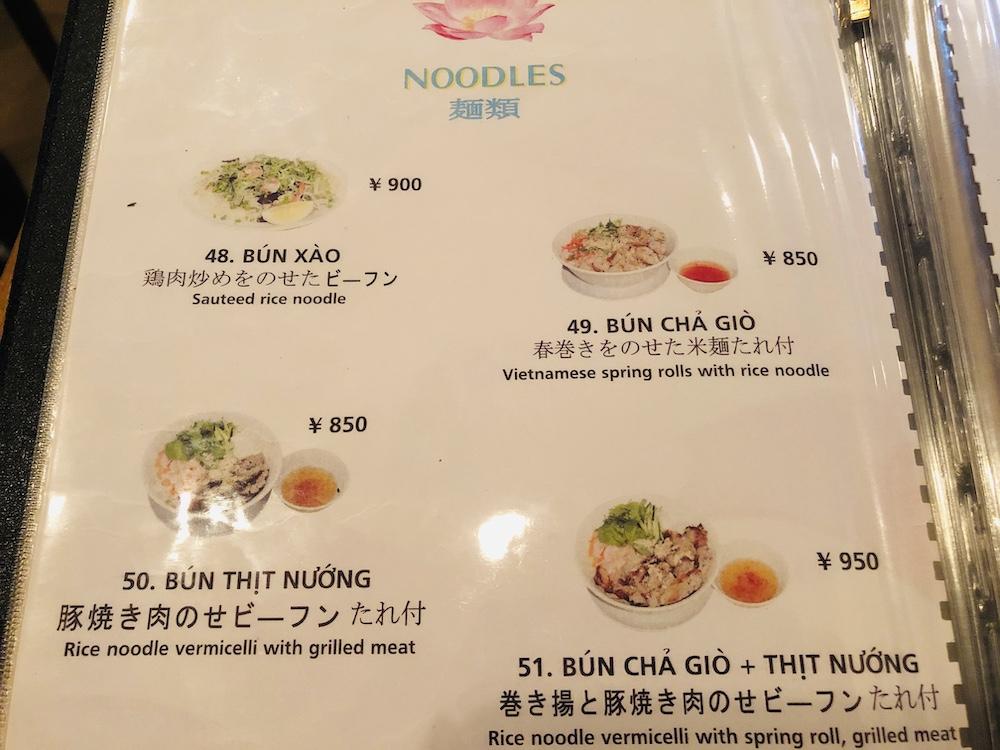 NOODLES
麺類
¥ 900
48. BÚN XÀO
鶏肉炒めをのせたビーフン
Sauteed rice noodle
¥ 850
49. BÚN CHẢ GIÒ
春巻きをのせた米麺たれ付
Vietnamese spring rolls with rice noodle
¥ 850
50. BÚN THỊT NƯỚNG
豚焼き肉のせビーフン たれ付
Rice noodle vermicelli with grilled meat
¥ 950
51. BÚN CHẢ GIÒ + THỊT NƯỚNG
巻き揚と豚焼き肉のせビーフン たれ付
Rice noodle vermicelli with spring roll, grilled meat